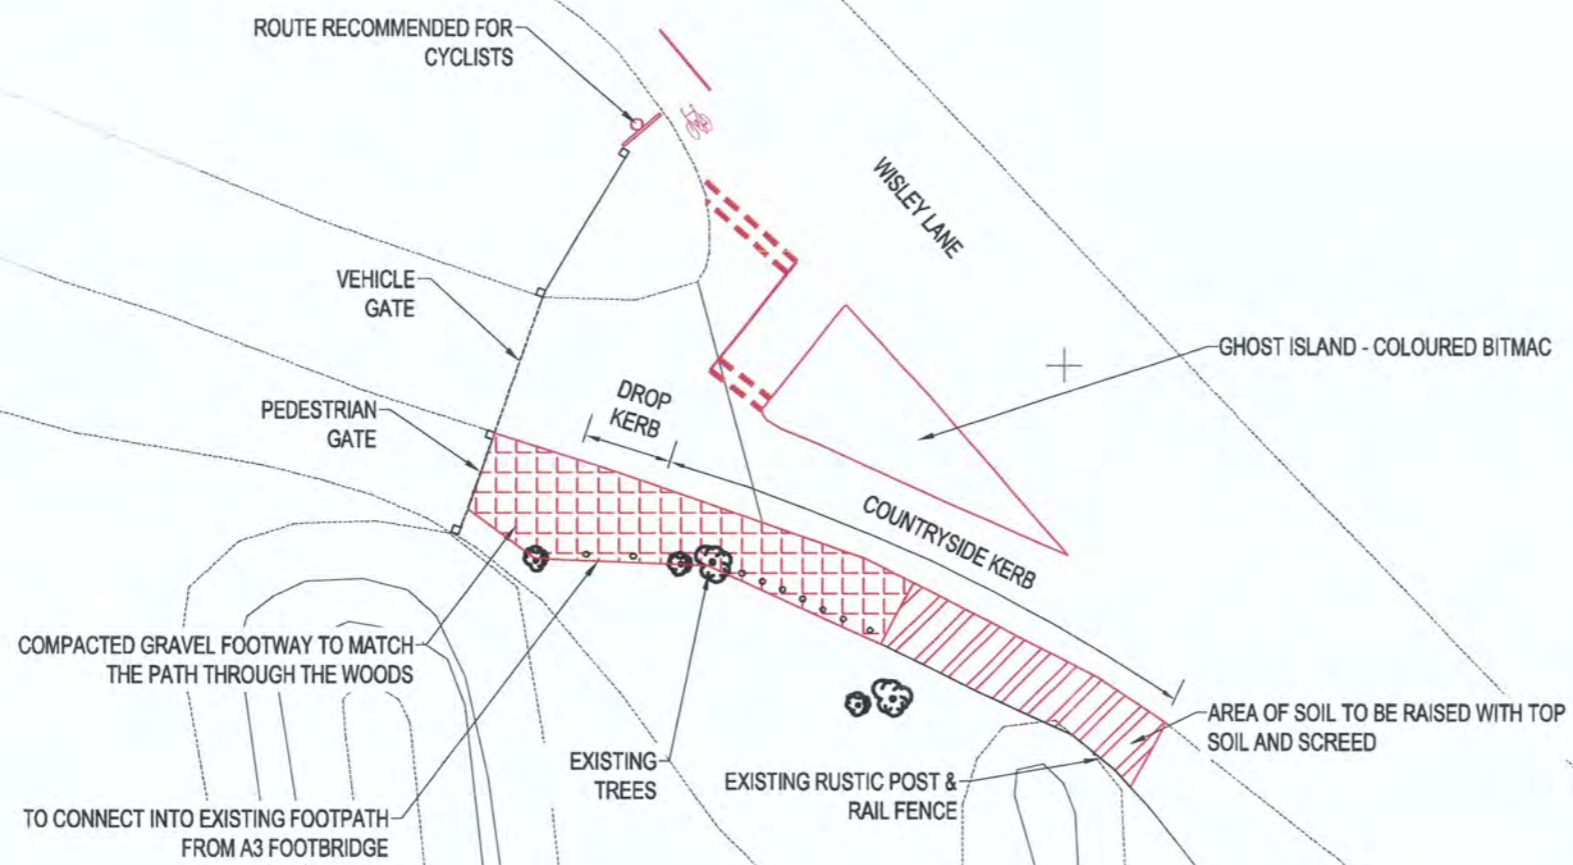 ROUTE RECOMMENDED FOR
CYCLISTS
WISLEY LANE
VEHICLE
GATE
GHOST ISLAND - COLOURED BITMAC
DROP
KERB
PEDESTRIAN
GATE
COUNTRYSIDE KERB
COMPACTED GRAVEL FOOTWAY TO MATCH
THE PATH THROUGH THE WOODS
AREA OF SOIL TO BE RAISED WITH TOP
SOIL AND SCREED
EXISTING
TREES
EXISTING RUSTIC POST &
RAIL FENCE
TO CONNECT INTO EXISTING FOOTPATH
FROM A3 FOOTBRIDGE